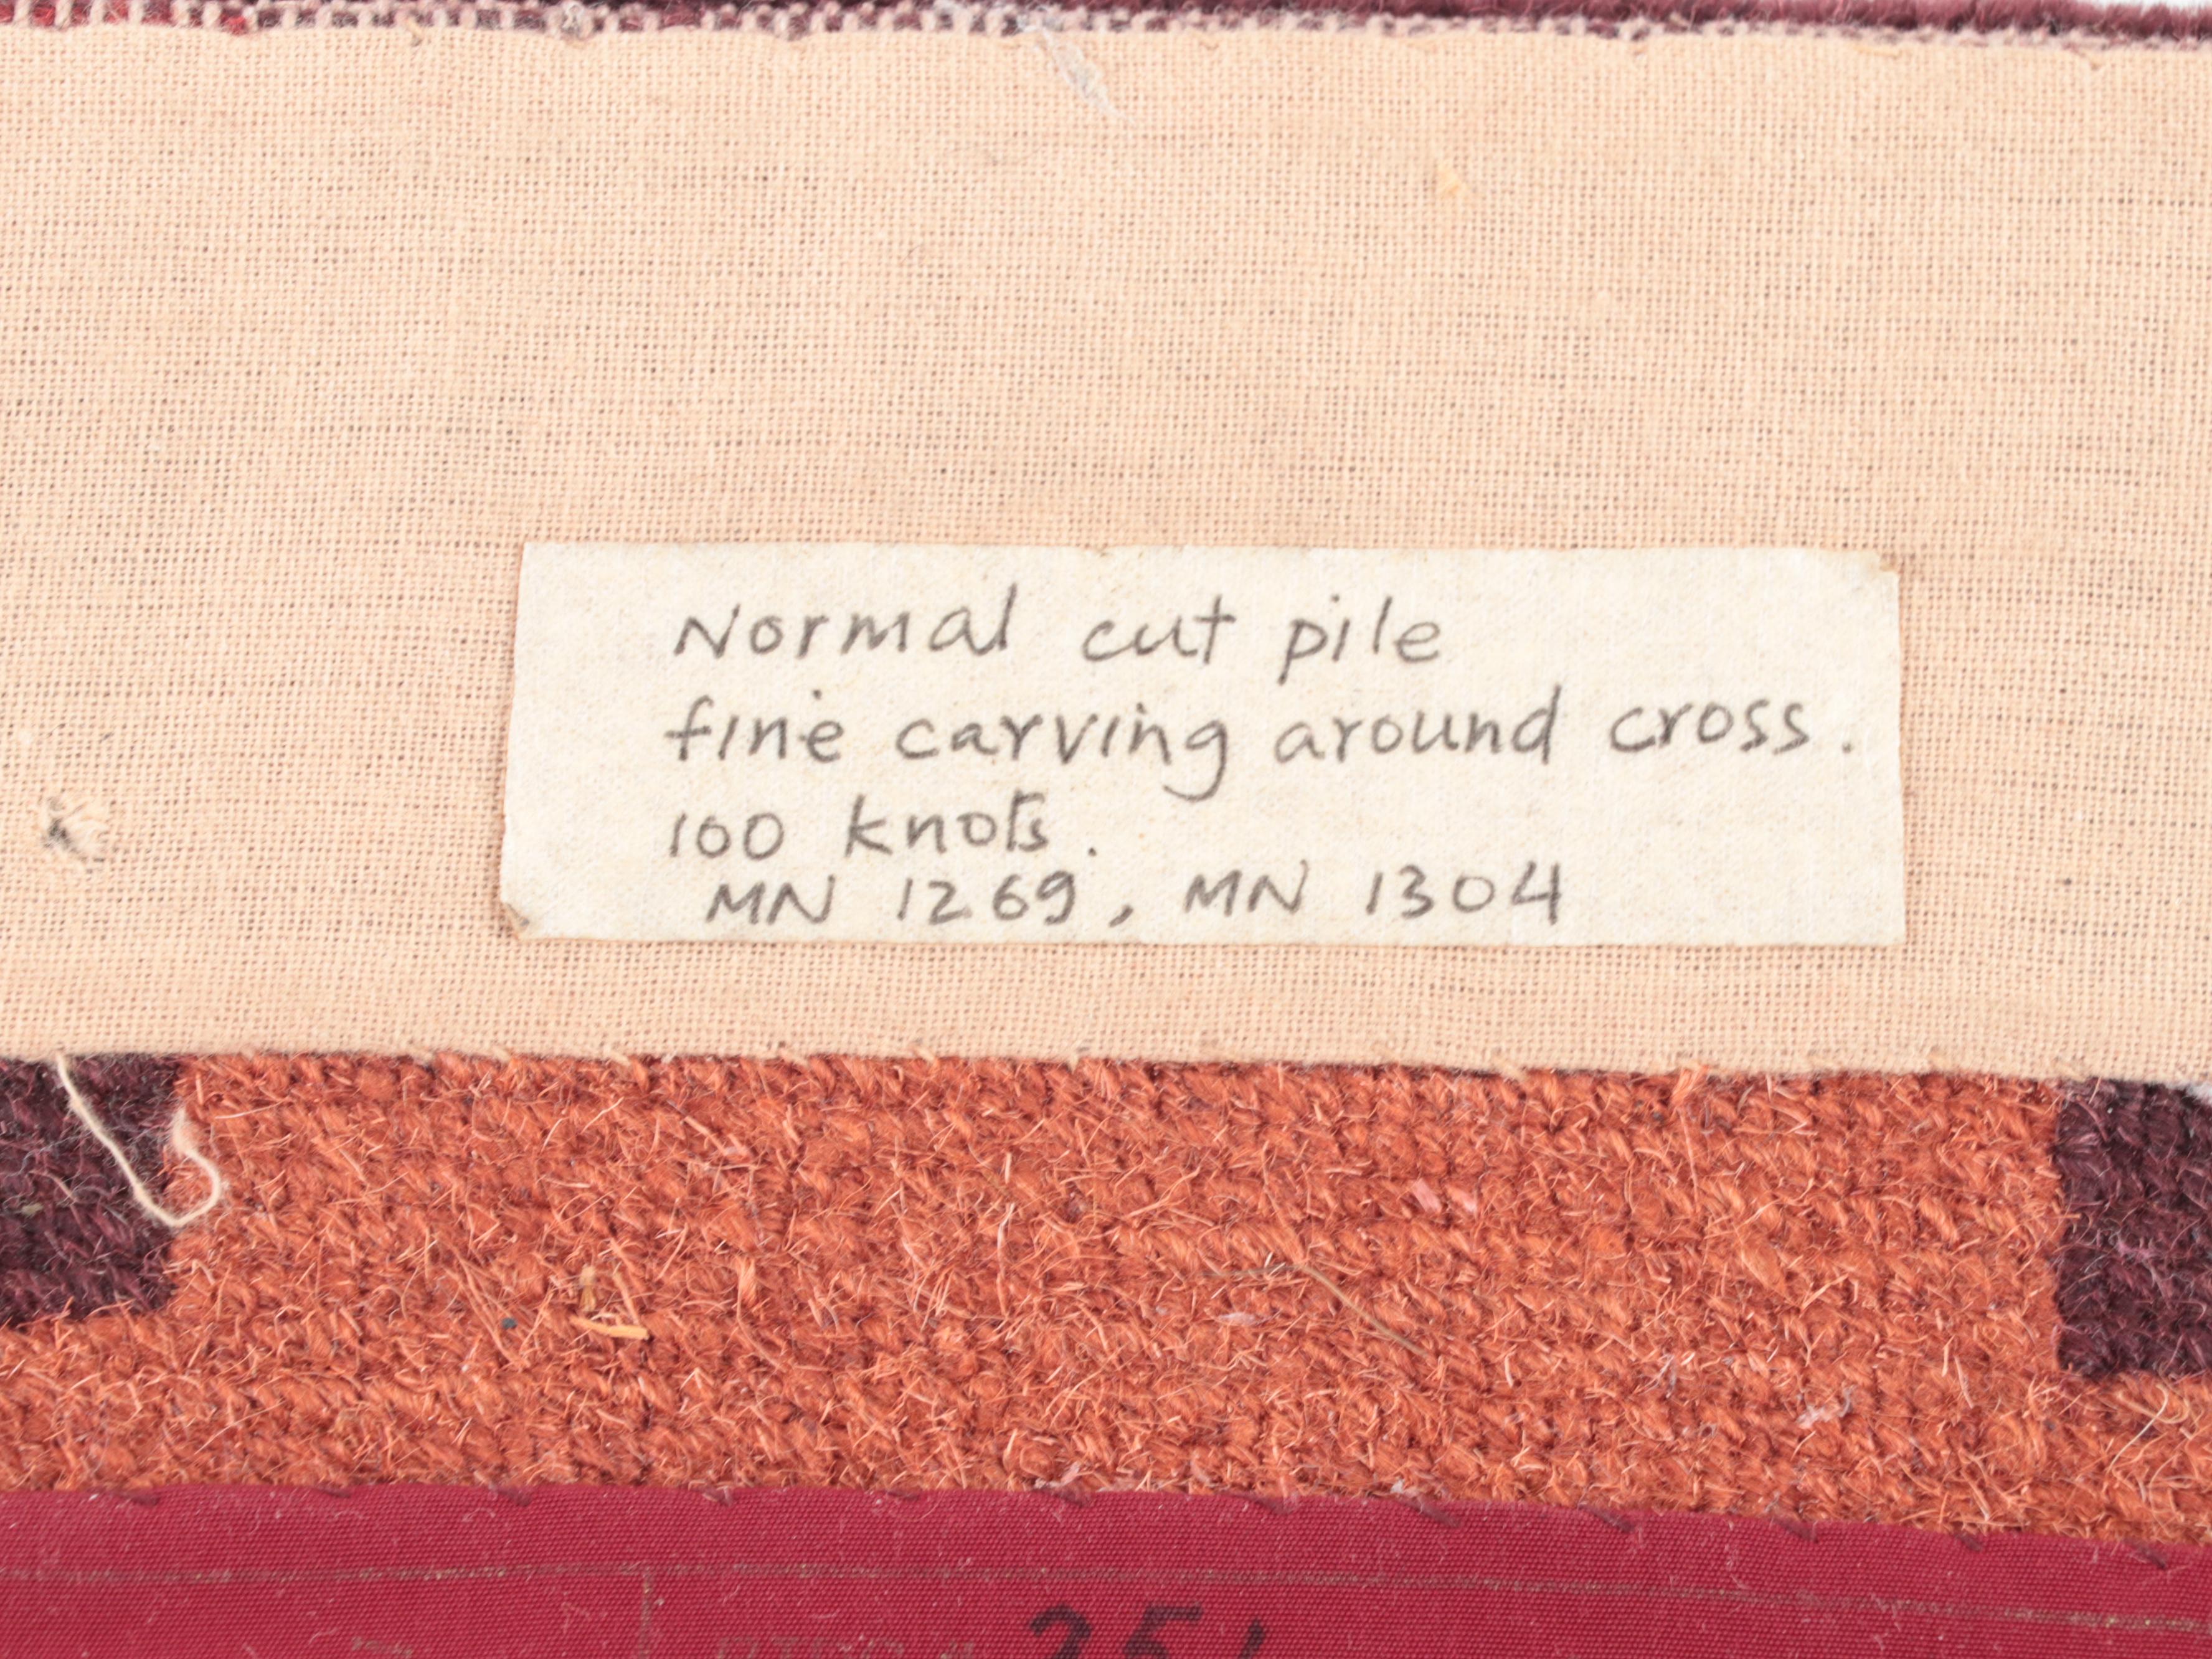 Normal cut pile
fine carving around cross.
100 knots.
MN 1269, MN 1304